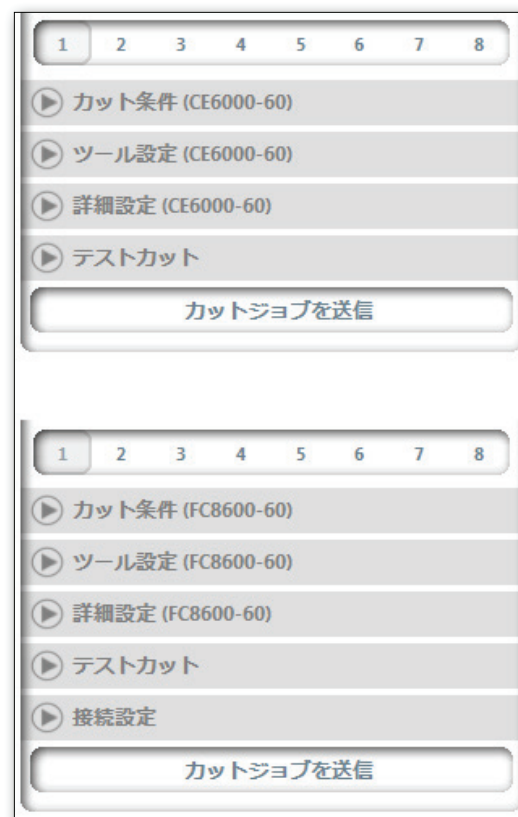 1 2 3 4 5 6 7 8
カット条件 (CE6000-60)
ツール設定 (CE6000-60)
詳細設定 (CE6000-60)
テストカット
カットジョブを送信
1 2 3 4 5 6 7 8
カット条件 (FC8600-60)
ツール設定 (FC8600-60)
詳細設定 (FC8600-60)
テストカット
接続設定
カットジョブを送信